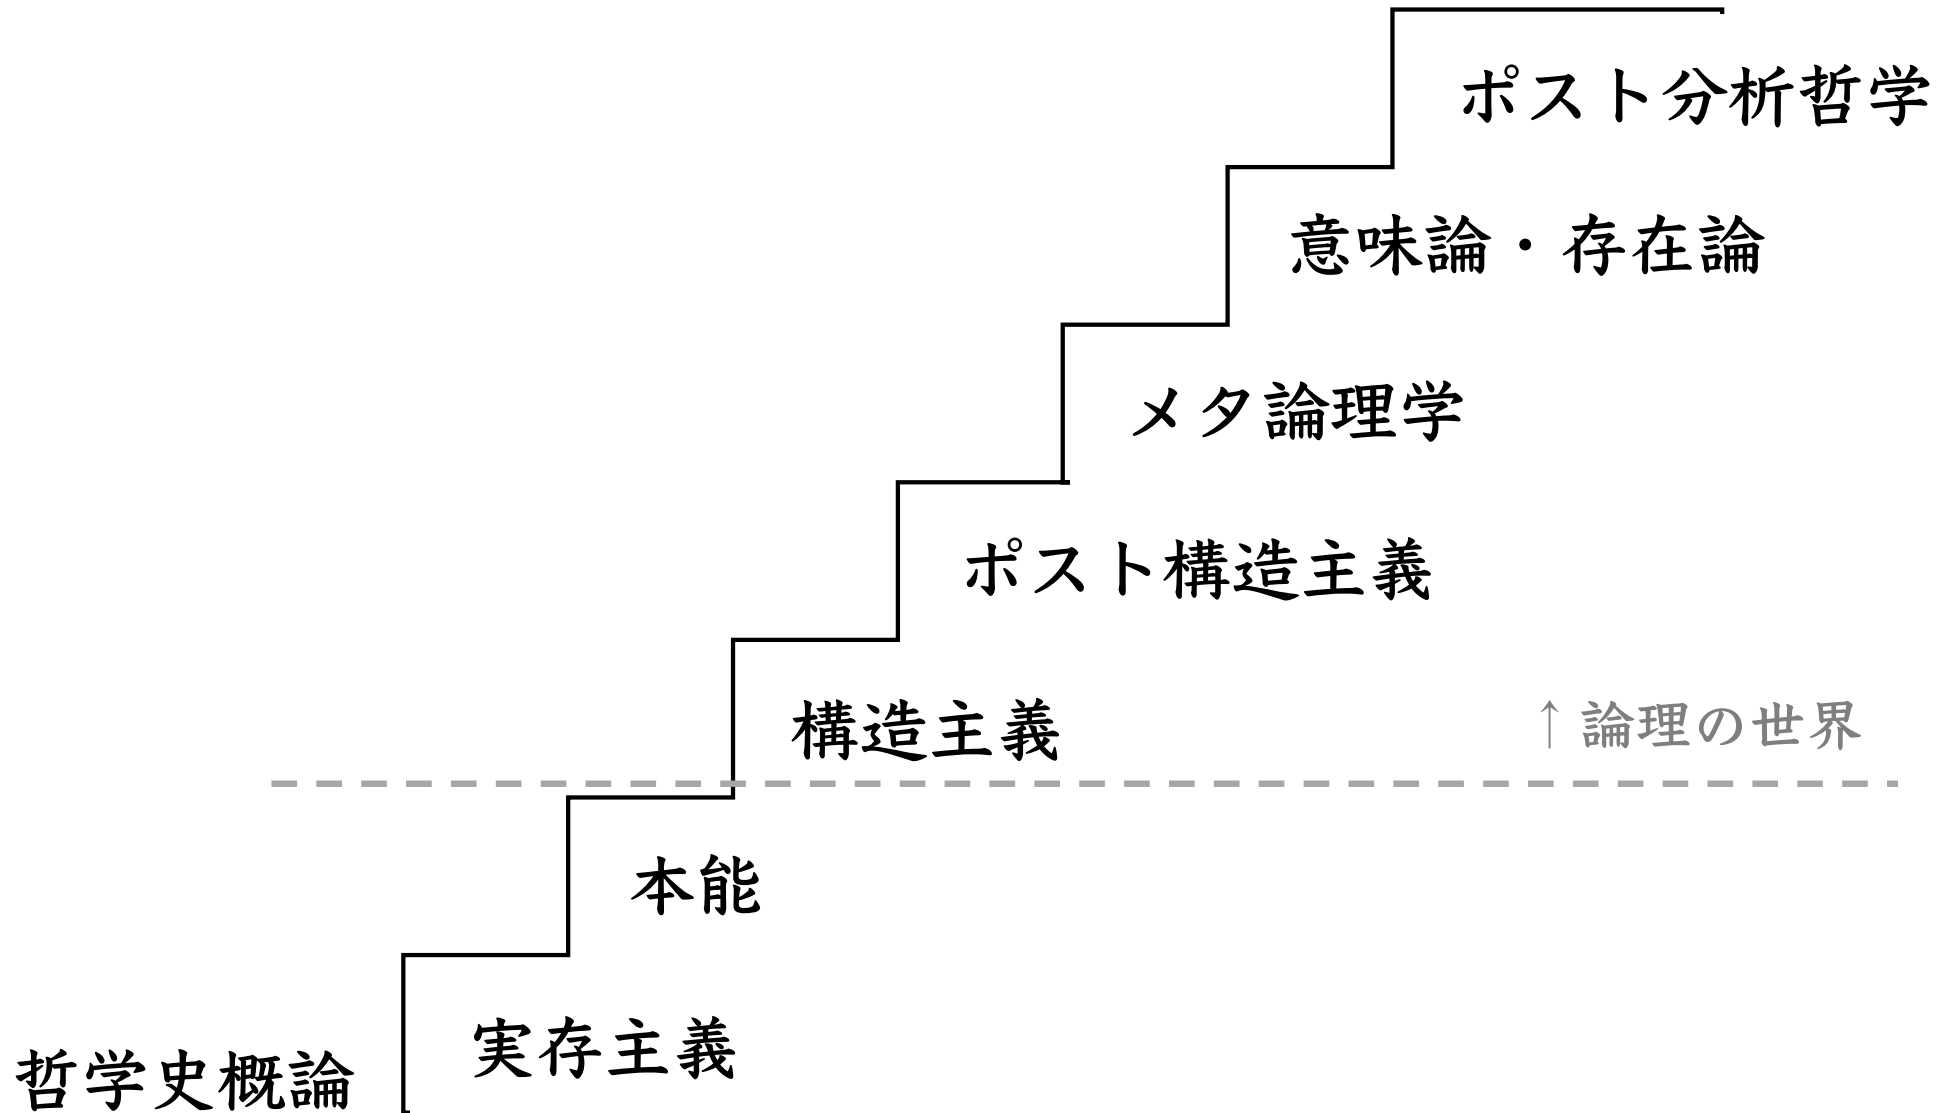 ポスト分析哲学
意味論・存在論
メタ論理学
ポスト構造主義
構造主義
↑ 論理の世界
本能
実存主義
哲学史概論